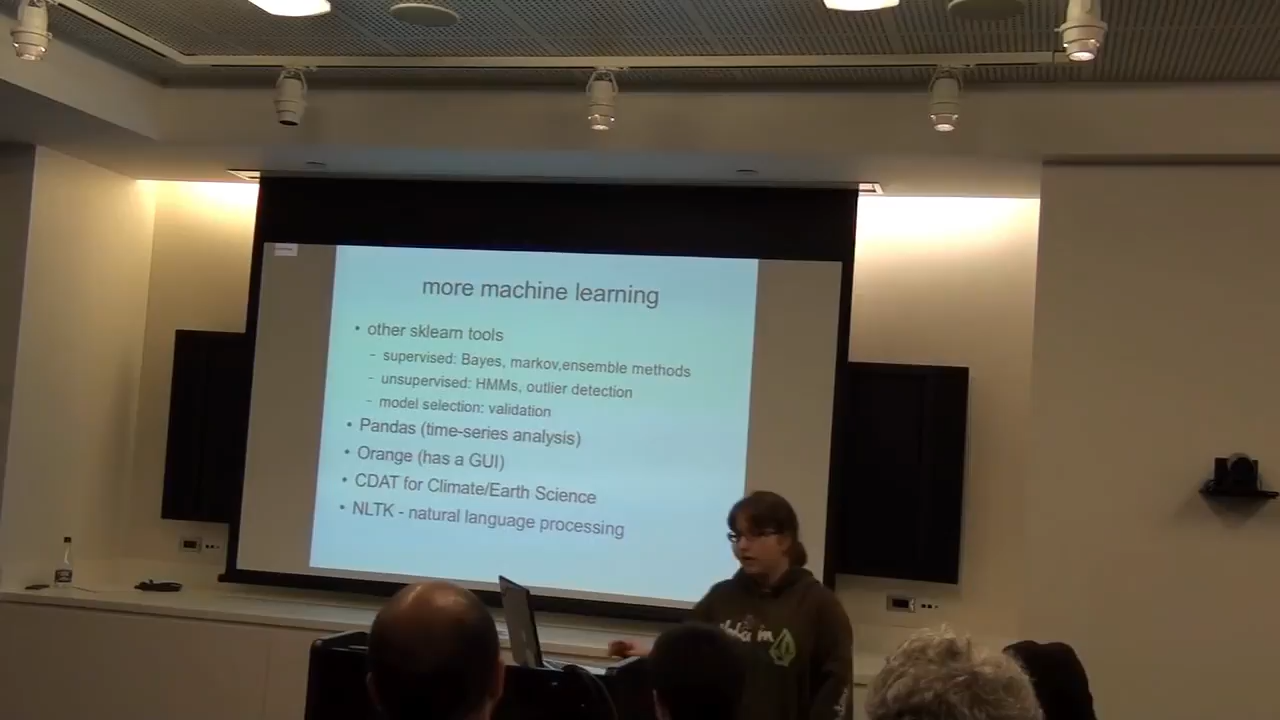 more machine learning
• other sklearn tools
- supervised: Bayes, markov,ensemble methods
- unsupervised: HMMs, outlier detection
- model selection: validation
• Pandas (time-series analysis)
• Orange (has a GUI)
• CDAT for Climate/Earth Science
• NLTK - natural language processing